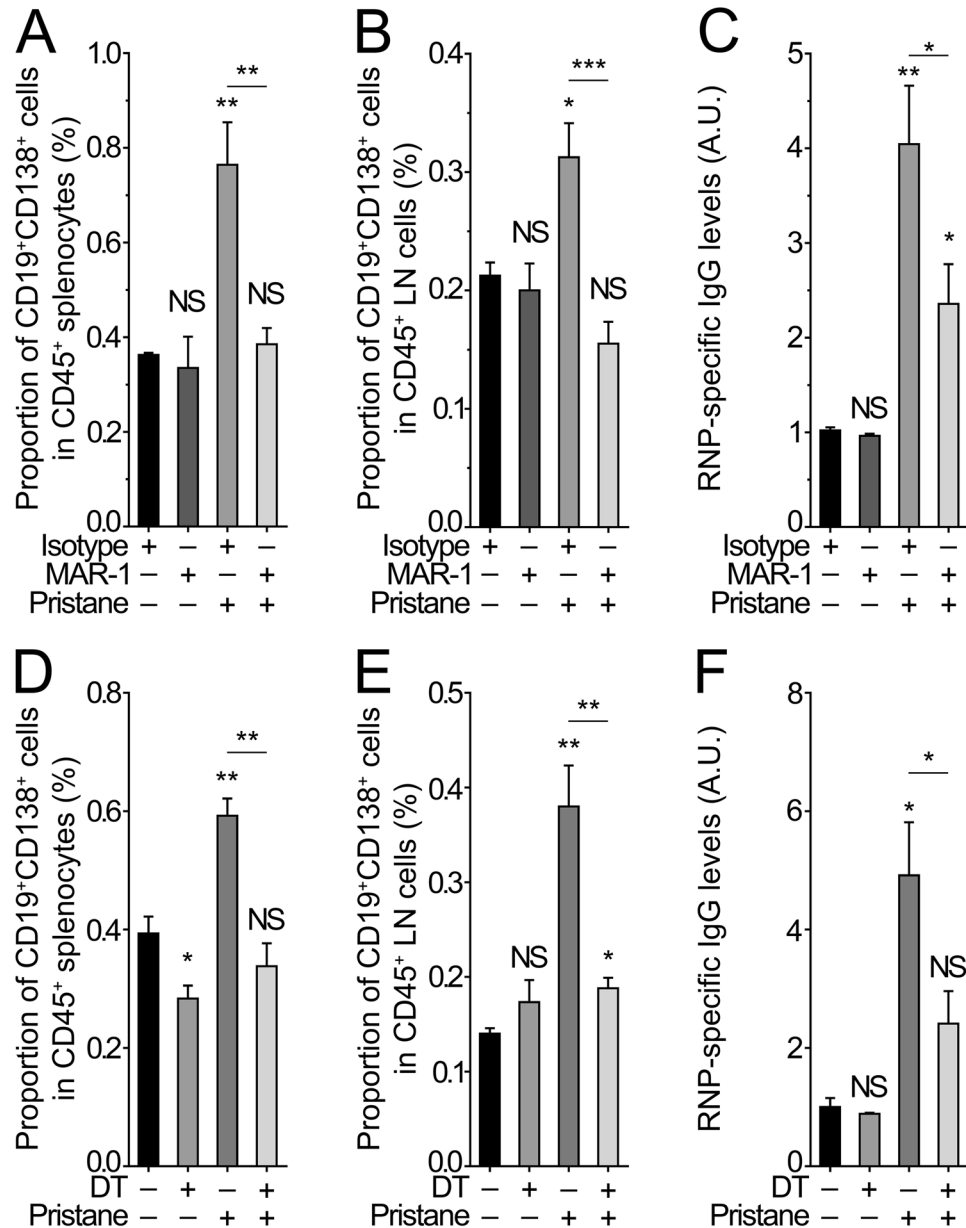 A
Proportion of CD19⁺CD138⁺ cells
in CD45⁺ splenocytes (%)
1.0
0.8
0.6
0.4
0.2
0.0
NS
**
**
NS
Isotype + – + –
MAR-1 – + – +
Pristane – – + +
B
Proportion of CD19⁺CD138⁺ cells
in CD45⁺ LN cells (%)
0.4
0.3
0.2
0.1
0.0
NS
*
***
NS
+ – + –
– + – +
– – + +
C
RNP-specific IgG levels (A.U.)
5
4
3
2
1
0
NS
**
*
*
Isotype + – + –
MAR-1 – + – +
Pristane – – + +
D
Proportion of CD19⁺CD138⁺ cells
in CD45⁺ splenocytes (%)
0.8
0.6
0.4
0.2
0.0
*
**
**
NS
DT – + – +
Pristane – – + +
E
Proportion of CD19⁺CD138⁺ cells
in CD45⁺ LN cells (%)
0.5
0.4
0.3
0.2
0.1
0.0
NS
**
**
*
– + – +
– – + +
F
RNP-specific IgG levels (A.U.)
8
6
4
2
0
NS
*
*
NS
DT – + – +
Pristane – – + +